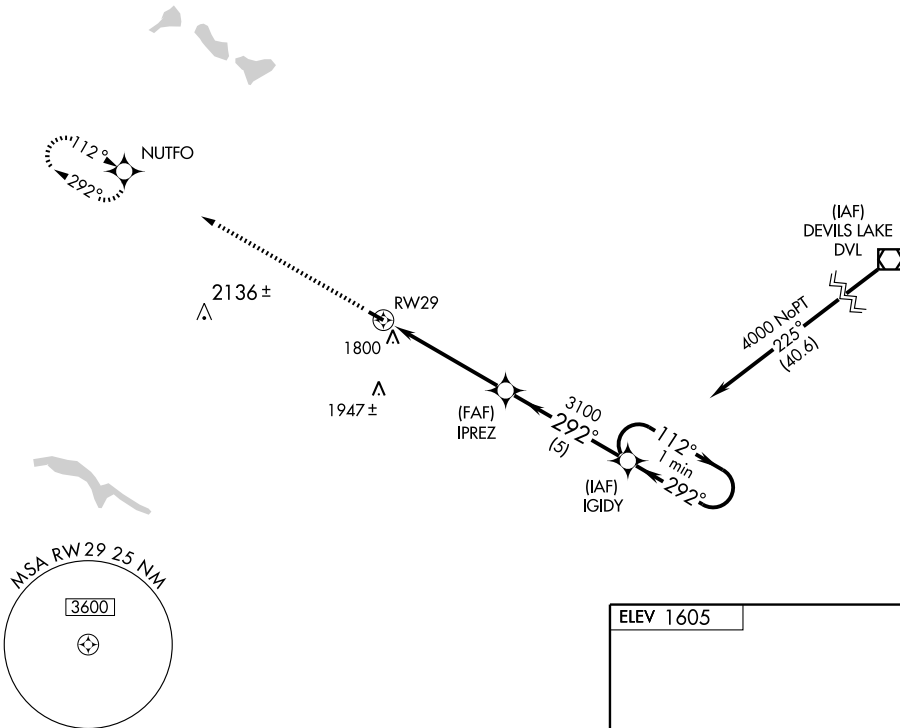 112°
292°
NUTFO
(IAF)
DEVILS LAKE
DVL
4000 NoPT
225°
(40.6)
2136 ±
RW29
1800
1947 ±
(FAF)
IPREZ
3100
292°
(5)
112°
1 min
292°
(IAF)
IGIDY
MSA RW29 25 NM
3600
ELEV 1605